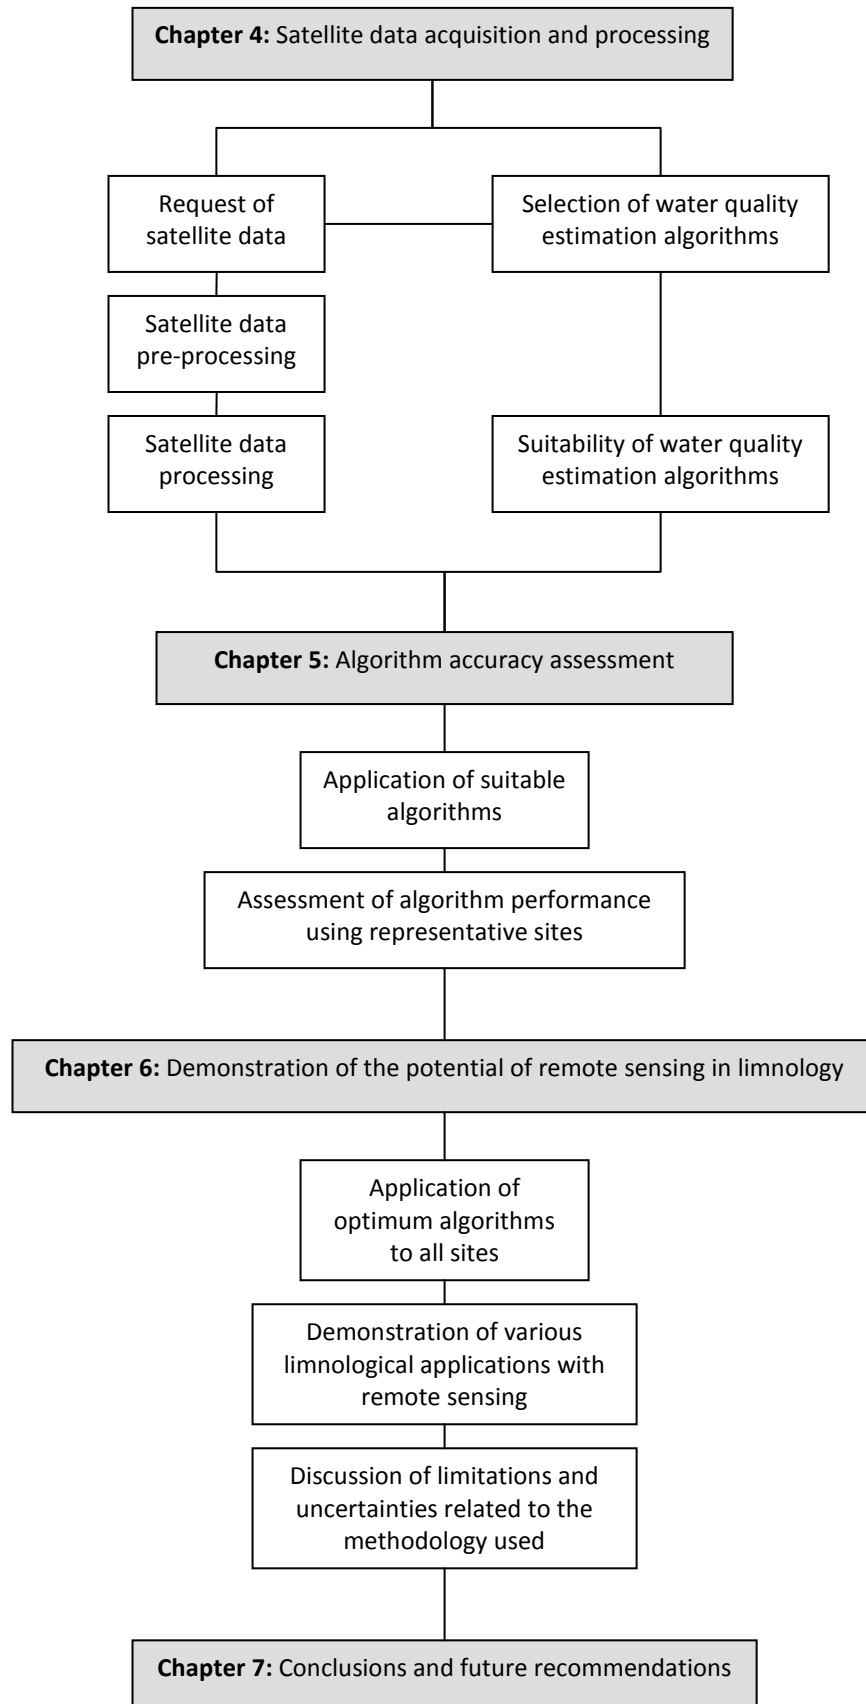 Chapter 4: Satellite data acquisition and processing
Request of
satellite data
Selection of water quality
estimation algorithms
Satellite data
pre-processing
Satellite data
processing
Suitability of water quality
estimation algorithms
Chapter 5: Algorithm accuracy assessment
Application of suitable
algorithms
Assessment of algorithm performance
using representative sites
Chapter 6: Demonstration of the potential of remote sensing in limnology
Application of
optimum algorithms
to all sites
Demonstration of various
limnological applications with
remote sensing
Discussion of limitations and
uncertainties related to the
methodology used
Chapter 7: Conclusions and future recommendations